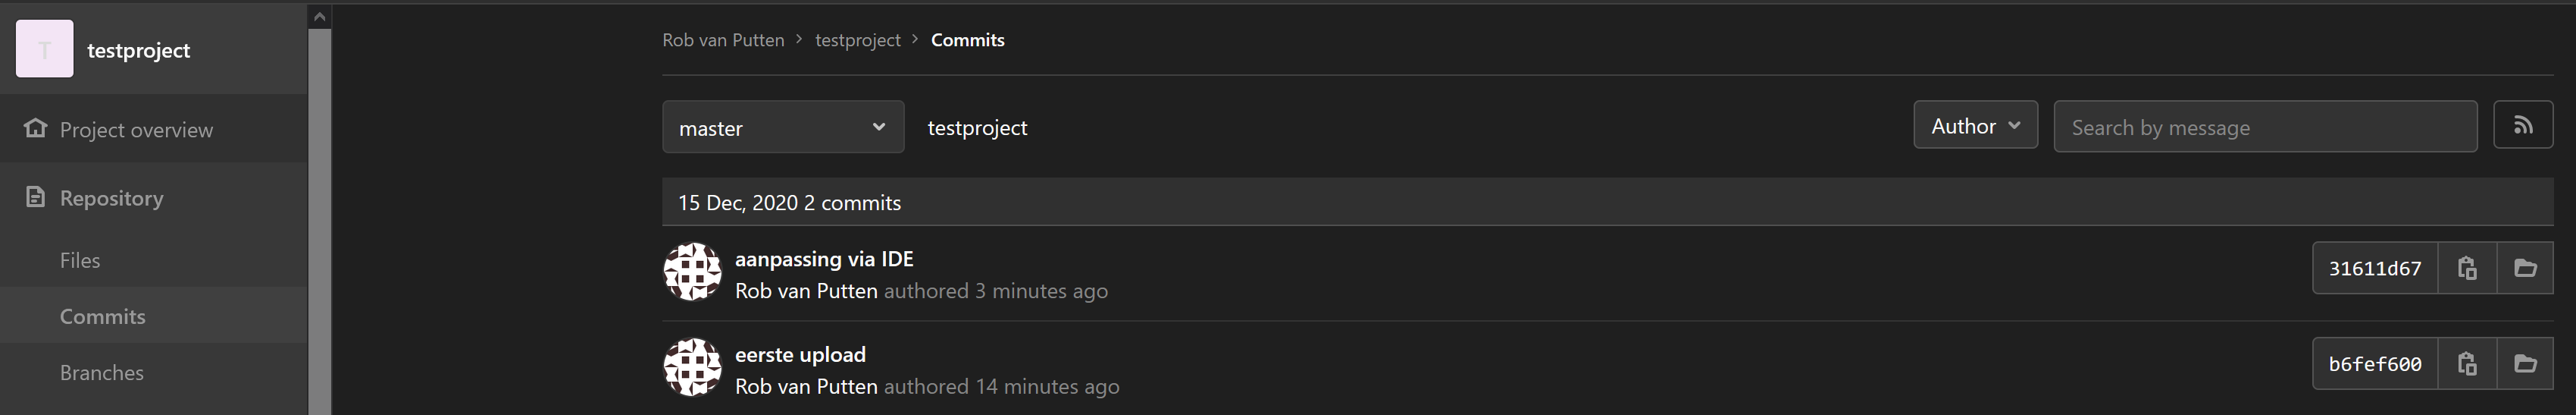 T
testproject
Project overview
Repository
Files
Commits
Branches
Rob van Putten > testproject > Commits
master
testproject
Author
Search by message
15 Dec, 2020 2 commits
aanpassing via IDE
Rob van Putten authored 3 minutes ago
31611d67
eerste upload
Rob van Putten authored 14 minutes ago
b6fef600